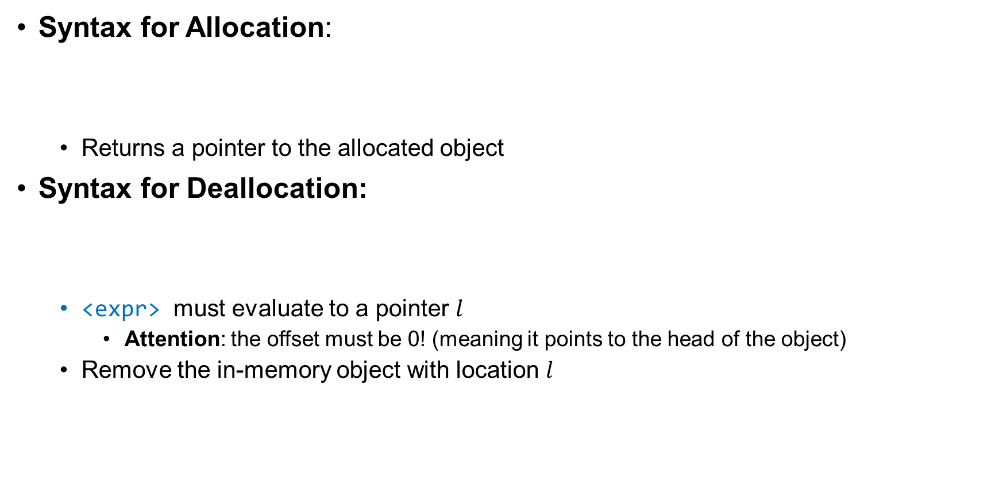 • Syntax for Allocation:
• Returns a pointer to the allocated object
• Syntax for Deallocation:
• <expr> must evaluate to a pointer 𝑙
• Attention: the offset must be 0! (meaning it points to the head of the object)
• Remove the in-memory object with location 𝑙